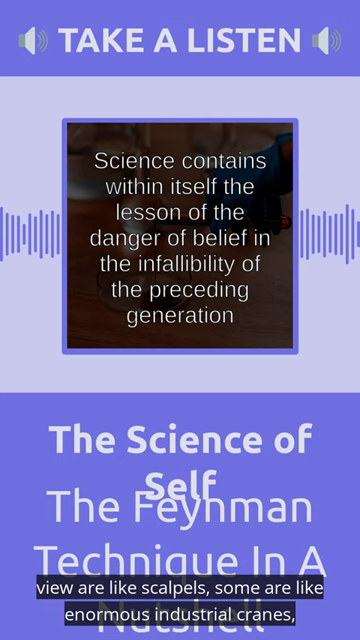 TAKE A LISTEN
Science contains
within itself the
lesson of the
danger of belief in
the infallibility of
the preceding
generation
The Science of
Self
The Feynman
Technique In A
Nutshell
view are like scalpels, some are like
enormous industrial cranes,